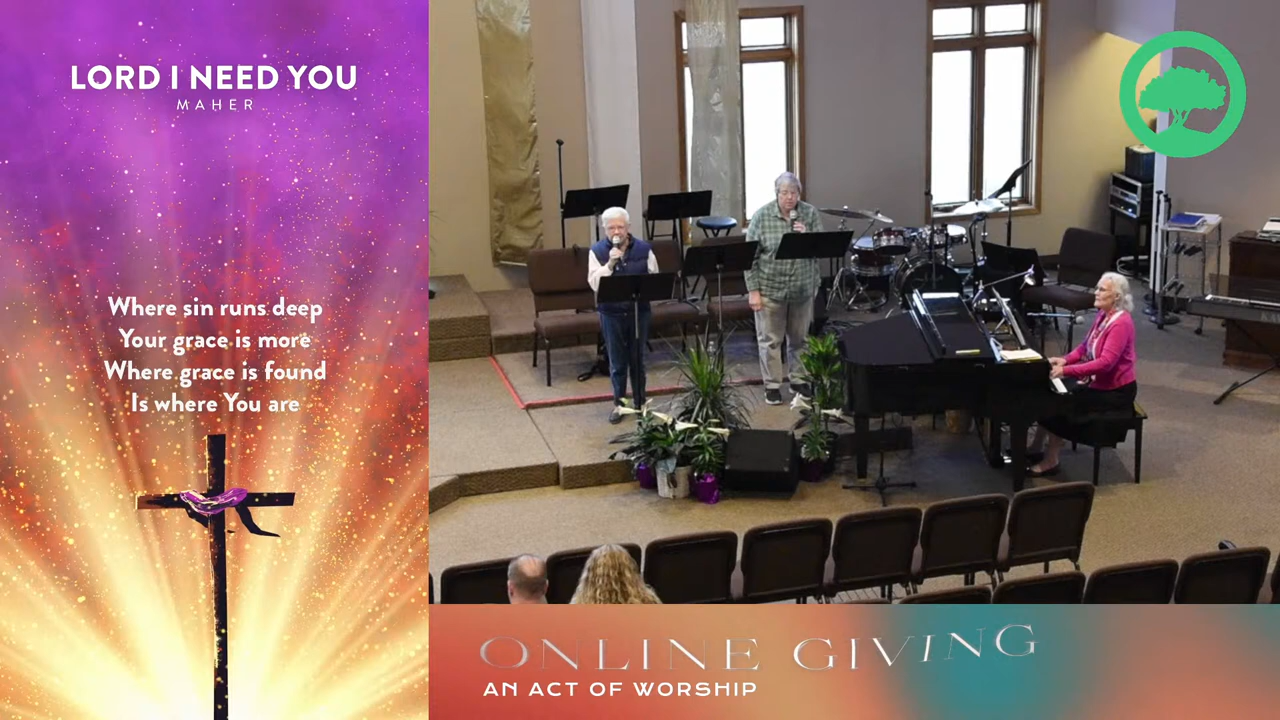 LORD I NEED YOU
MAHER
Where sin runs deep
Your grace is more
Where grace is found
Is where You are
ONLINE GIVING
AN ACT OF WORSHIP